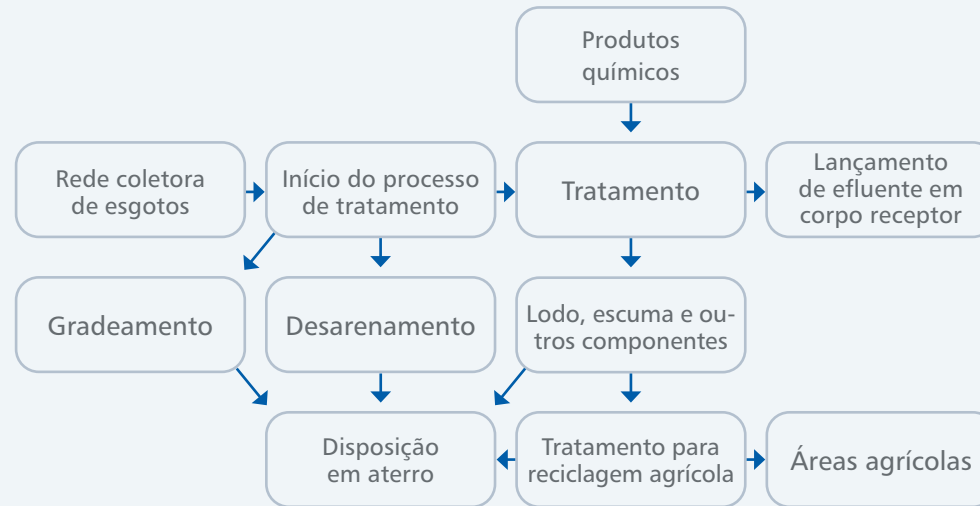 Produtos
químicos
Rede coletora
de esgotos
Início do processo
de tratamento
Tratamento
Lançamento
de efluente em
corpo receptor
Gradeamento
Desarenamento
Lodo, escuma e ou-
tros componentes
Disposição
em aterro
Tratamento para
reciclagem agrícola
Áreas agrícolas